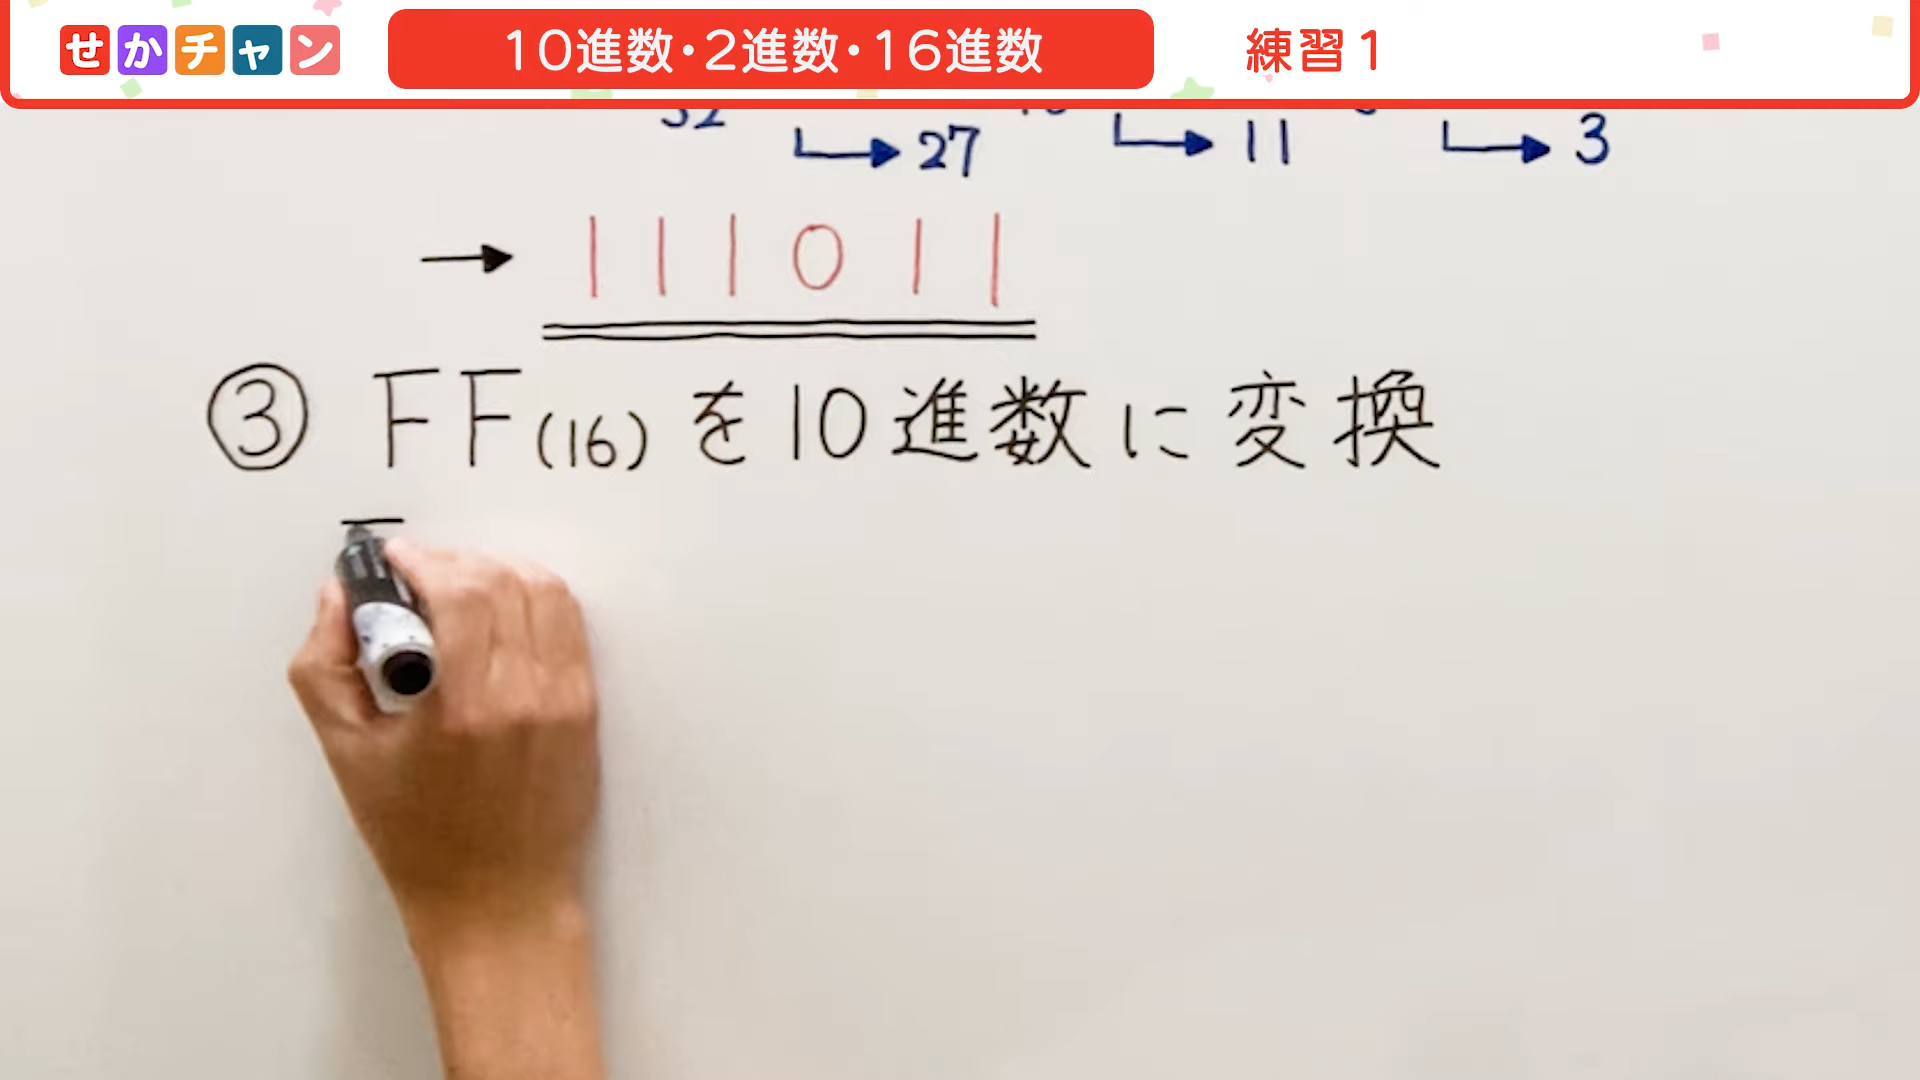 せかチャン 10進数・2進数・16進数 練習1
32 → 27 → 11 → 3
→ 111011
③ FF(16)を10進数に変換